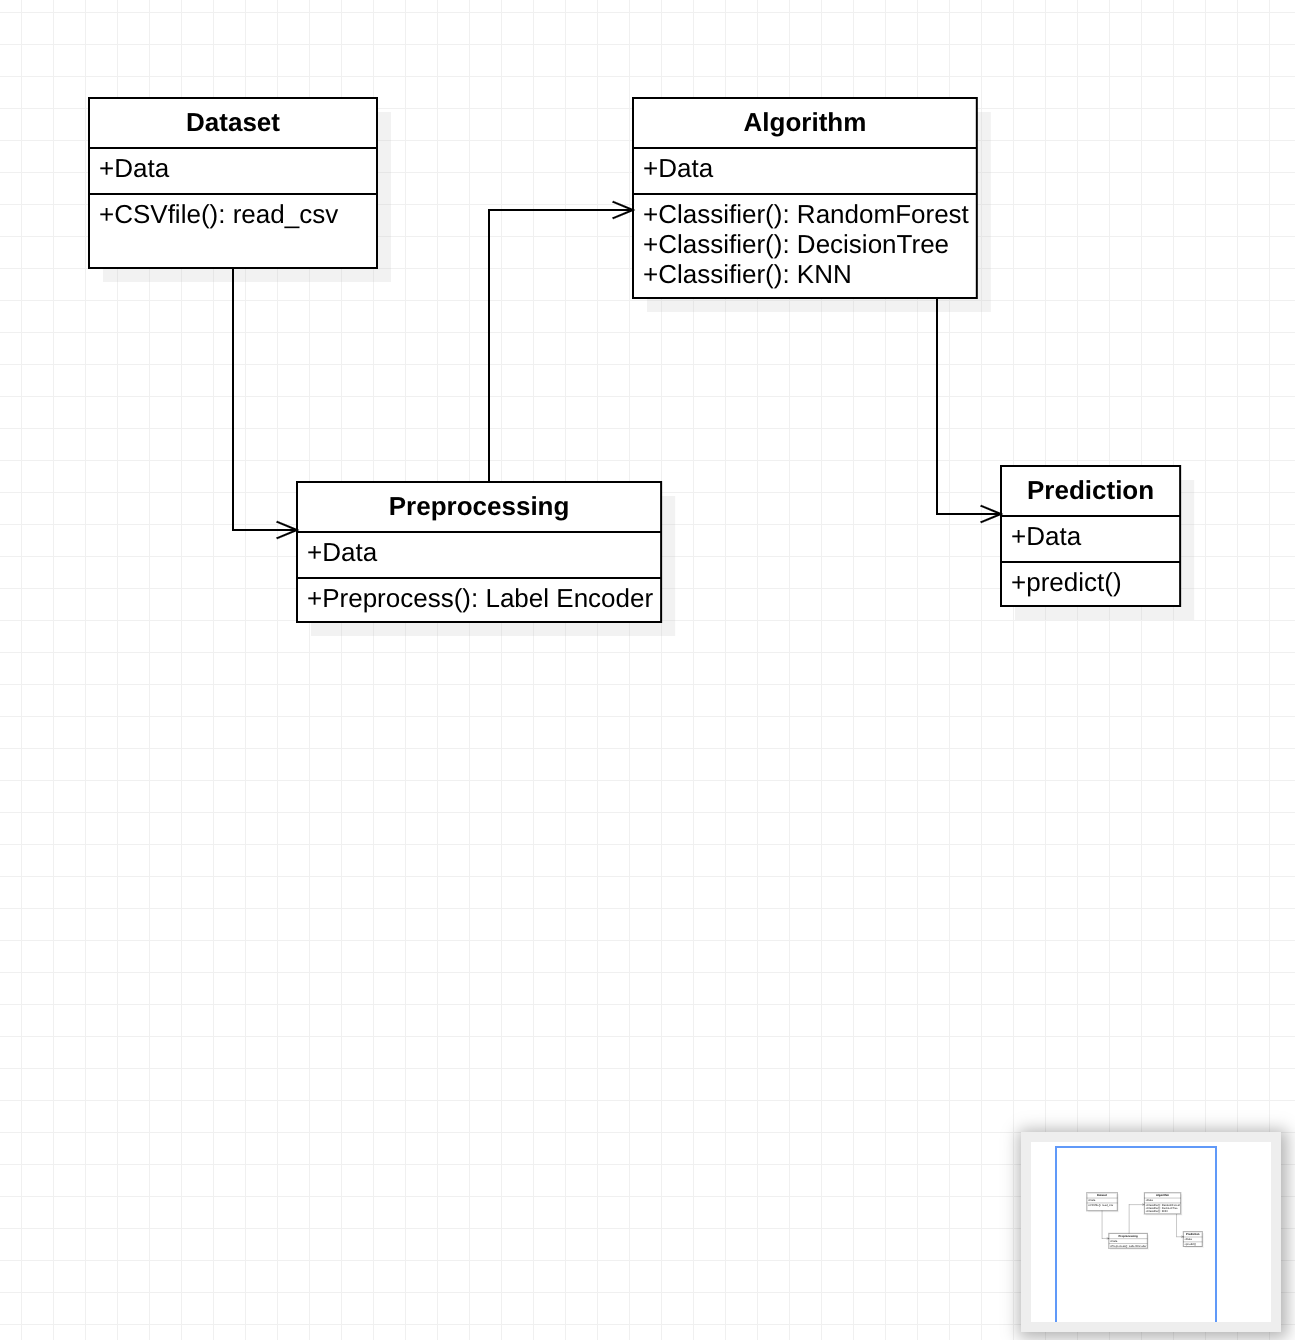 Dataset
+Data
+CSVfile(): read_csv
Algorithm
+Data
+Classifier(): RandomForest
+Classifier(): DecisionTree
+Classifier(): KNN
Preprocessing
+Data
+Preprocess(): Label Encoder
Prediction
+Data
+predict()